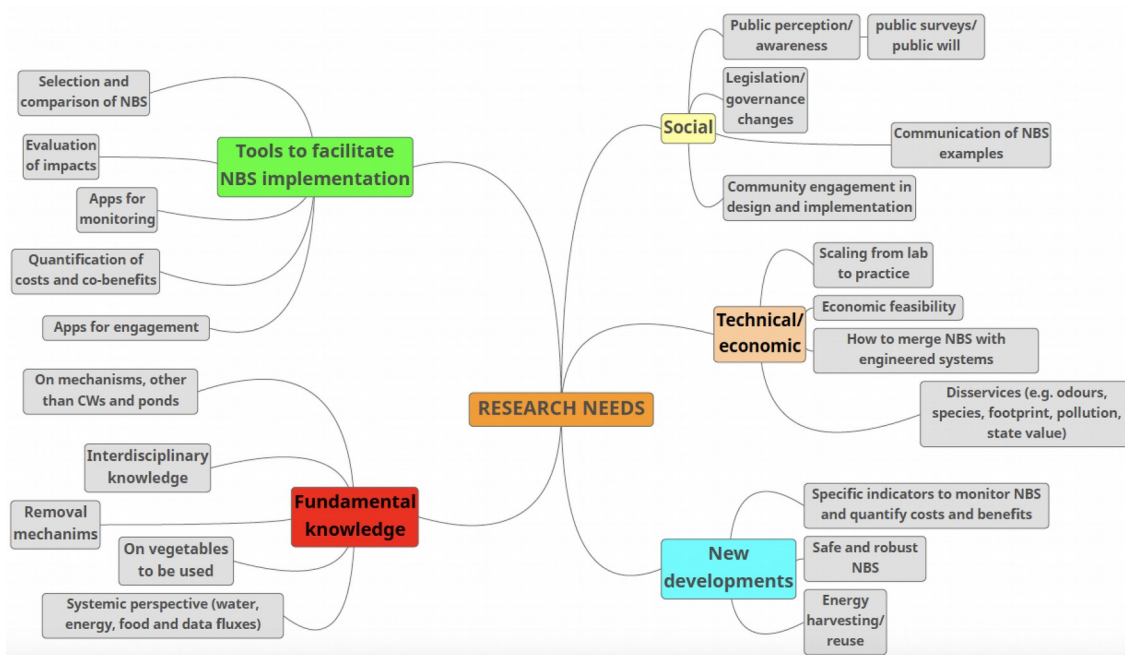 Selection and
comparison of NBS
Evaluation
of impacts
Apps for
monitoring
Quantification of
costs and co-benefits
Apps for engagement
Tools to facilitate
NBS implementation
On mechanisms, other
than CWs and ponds
Interdisciplinary
knowledge
Removal
mechanims
On vegetables
to be used
Systemic perspective (water,
energy, food and data fluxes)
Fundamental
knowledge
RESEARCH NEEDS
Social
Public perception/
awareness
public surveys/
public will
Legislation/
governance
changes
Communication of NBS
examples
Community engagement in
design and implementation
Technical/
economic
Scaling from lab
to practice
Economic feasibility
How to merge NBS with
engineered systems
Disservices (e.g. odours,
species, footprint, pollution,
state value)
New
developments
Specific indicators to monitor NBS
and quantify costs and benefits
Safe and robust
NBS
Energy
harvesting/
reuse